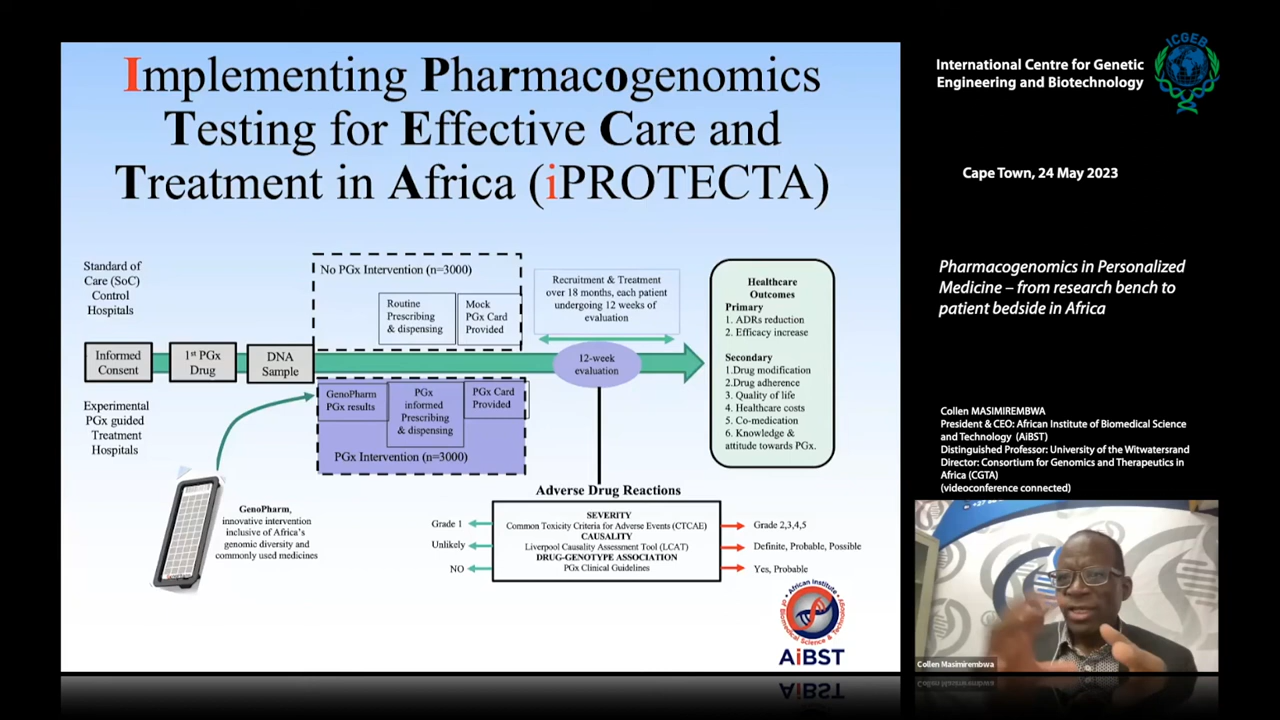 Implementing Pharmacogenomics
Testing for Effective Care and
Treatment in Africa (iPROTECTA)
Standard of
Care (SoC)
Control
Hospitals
No PGx Intervention (n=3000)
Routine
Prescribing
& dispensing
Mock
PGx Card
Provided
Recruitment & Treatment
over 18 months, each patient
undergoing 12 weeks of
evaluation
Informed
Consent
1st PGx
Drug
DNA
Sample
12-week
evaluation
Experimental
PGx guided
Treatment
Hospitals
GenoPharm
PGx results
PGx
informed
Prescribing
& dispensing
PGx Card
Provided
PGx Intervention (n=3000)
Healthcare
Outcomes
Primary
1. ADRs reduction
2. Efficacy increase
Secondary
1.Drug modification
2.Drug adherence
3. Quality of life
4. Healthcare costs
5. Co-medication
6. Knowledge &
attitude towards PGx.
GenoPharm,
innovative intervention
inclusive of Africa's
genomic diversity and
commonly used medicines
Adverse Drug Reactions
SEVERITY
Grade 1
Common Toxicity Criteria for Adverse Events (CTCAE)
Grade 2,3,4,5
CAUSALITY
Unlikely
Liverpool Causality Assessment Tool (LCAT)
Definite, Probable, Possible
DRUG-GENOTYPE ASSOCIATION
NO
PGx Clinical Guidelines
Yes, Probable
African Institute
of Biomedical Science & Technology
AiBST
International Centre for Genetic
Engineering and Biotechnology
ICGEB
Cape Town, 24 May 2023
Pharmacogenomics in Personalized
Medicine – from research bench to
patient bedside in Africa
Collen MASIMIREMBWA
President & CEO: African Institute of Biomedical Science
and Technology (AiBST)
Distinguished Professor: University of the Witwatersrand
Director: Consortium for Genomics and Therapeutics in
Africa (CGTA)
(videoconference connected)
Collen Masimirembwa